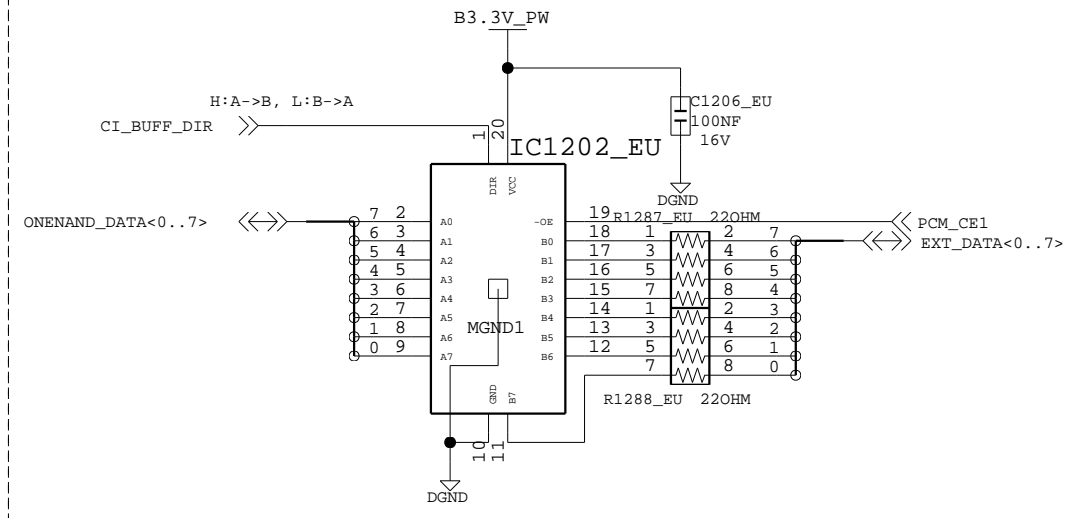 B3.3V_PW
H:A->B, L:B->A
CI_BUFF_DIR
C1206_EU
100NF
16V
1
20
IC1202_EU
DIR
VCC
DGND
ONENAND_DATA<0..7>
7 2 A0 -OE 19 R1287_EU 22OHM PCM_CE1
6 3 A1 B0 18 1 2 7 EXT_DATA<0..7>
5 4 A2 B1 17 3 4 6
4 5 A3 B2 16 5 6 5
3 6 A4 B3 15 7 8 4
2 7 A5 B4 14 1 2 3
1 8 A6 MGND1 B5 13 3 4 2
0 9 A7 B6 12 5 6 1
7 8 0
GND
B7
R1288_EU 22OHM
10
11
DGND